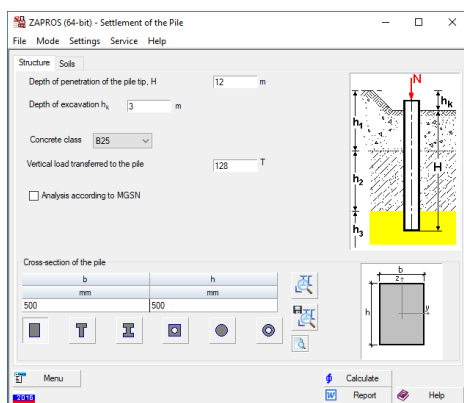 ZAPROS (64-bit) - Settlement of the Pile
File Mode Settings Service Help
Structure Soils
Depth of penetration of the pile tip, H 12 m
Depth of excavation hk 3 m
Concrete class B25
Vertical load transferred to the pile 128 T
Analysis according to MGSN
N
hk
h1
H
h2
h3
Cross-section of the pile
b h
mm mm
500 500
b
z
h
y
Menu
Calculate
2016
Report
Help